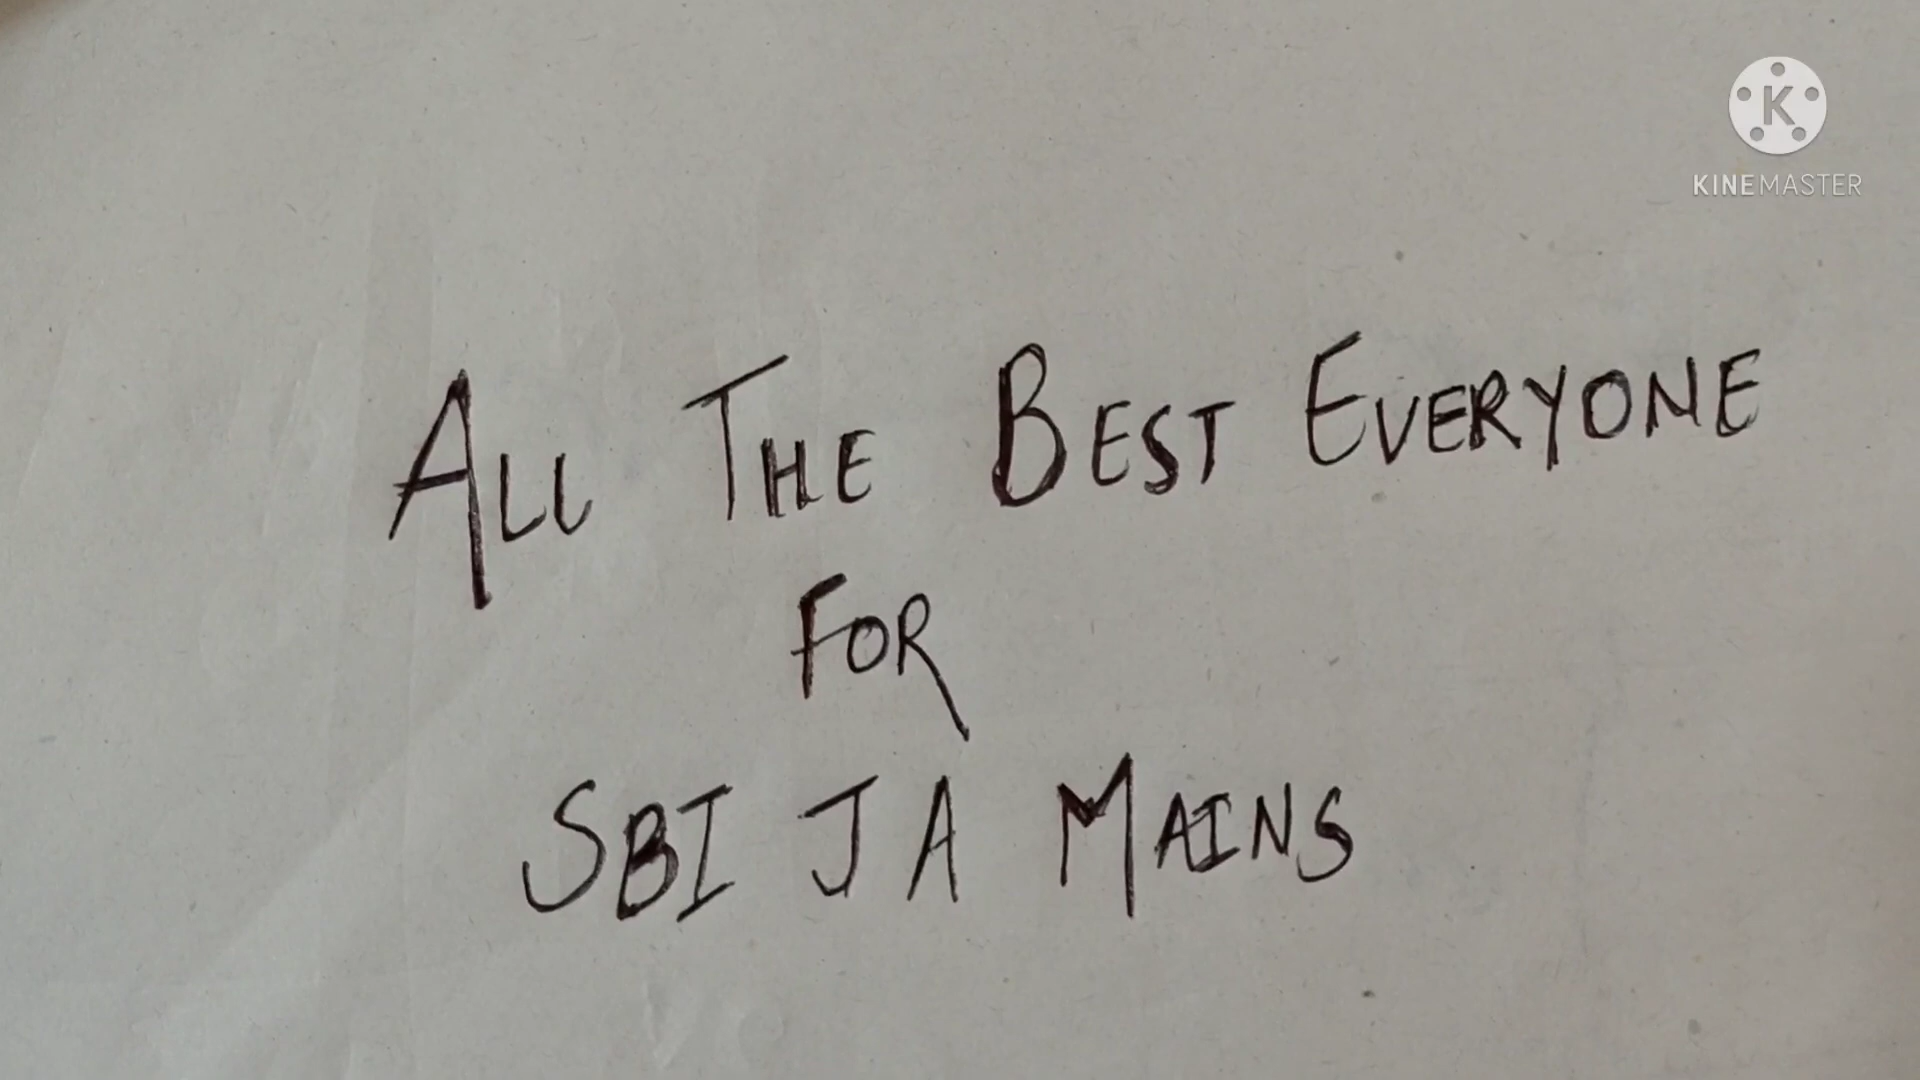 K
KINEMASTER
ALL THE BEST EVERYONE
FOR
SBI JA MAINS